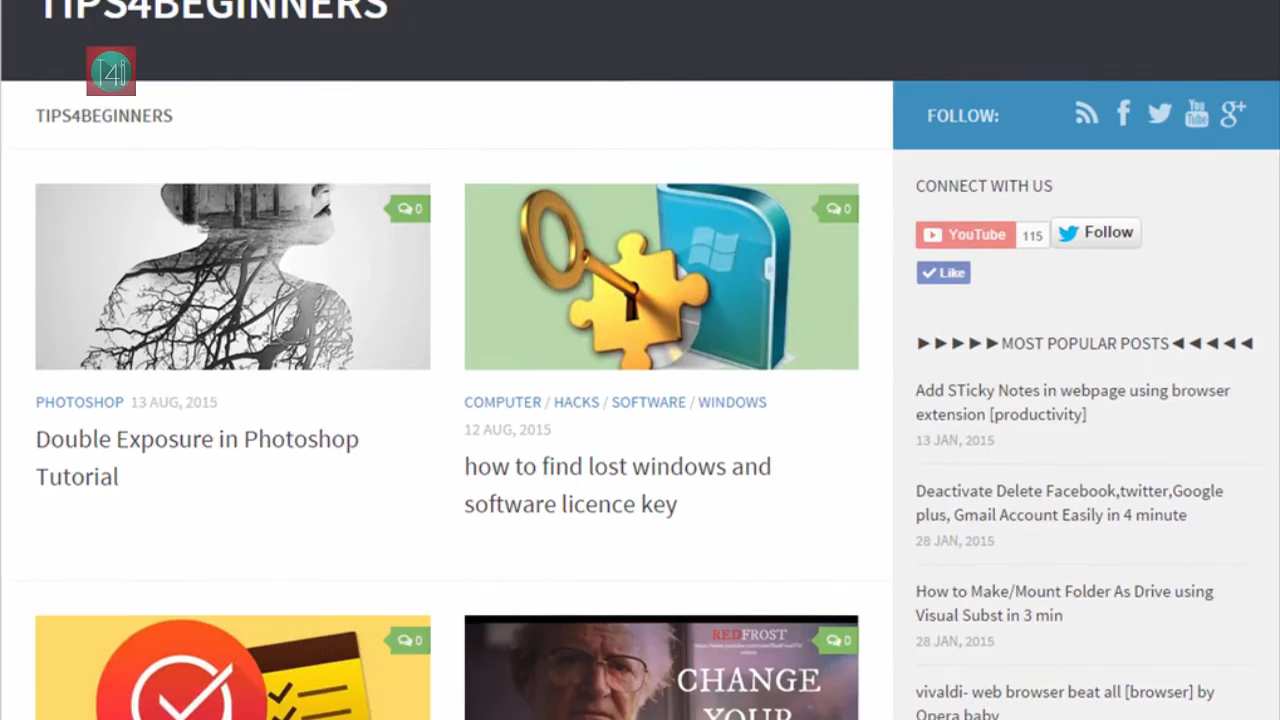 TIPS4BEGINNERS
T4i
TIPS4BEGINNERS
FOLLOW:
You
Tube
g+
0
0
PHOTOSHOP 13 AUG, 2015
Double Exposure in Photoshop
Tutorial
COMPUTER / HACKS / SOFTWARE / WINDOWS
12 AUG, 2015
how to find lost windows and
software licence key
0
REDFROST
0
CHANGE
YOUR
CONNECT WITH US
YouTube 115 Follow
Like
►►►►►MOST POPULAR POSTS◄◄◄◄◄
Add STicky Notes in webpage using browser
extension [productivity]
13 JAN, 2015
Deactivate Delete Facebook,twitter,Google
plus, Gmail Account Easily in 4 minute
28 JAN, 2015
How to Make/Mount Folder As Drive using
Visual Subst in 3 min
28 JAN, 2015
vivaldi- web browser beat all [browser] by
Opera baby